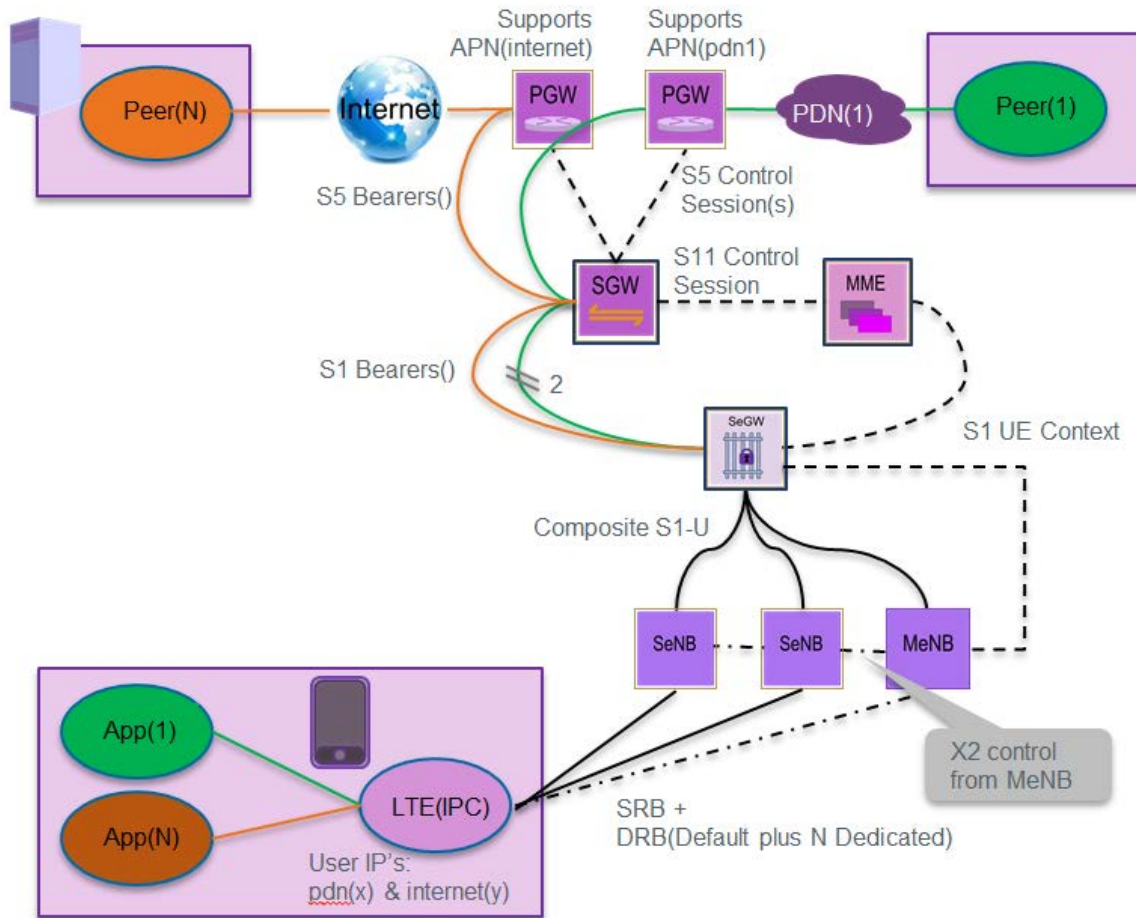 Supports
APN(internet)
Supports
APN(pdn1)
Peer(N)
Internet
PGW
PGW
PDN(1)
Peer(1)
S5 Bearers()
S5 Control
Session(s)
SGW
S11 Control
Session
MME
S1 Bearers()
2
SeGW
S1 UE Context
Composite S1-U
SeNB
SeNB
MeNB
X2 control
from MeNB
App(1)
LTE(IPC)
App(N)
SRB +
DRB(Default plus N Dedicated)
User IP's:
pdn(x) & internet(y)